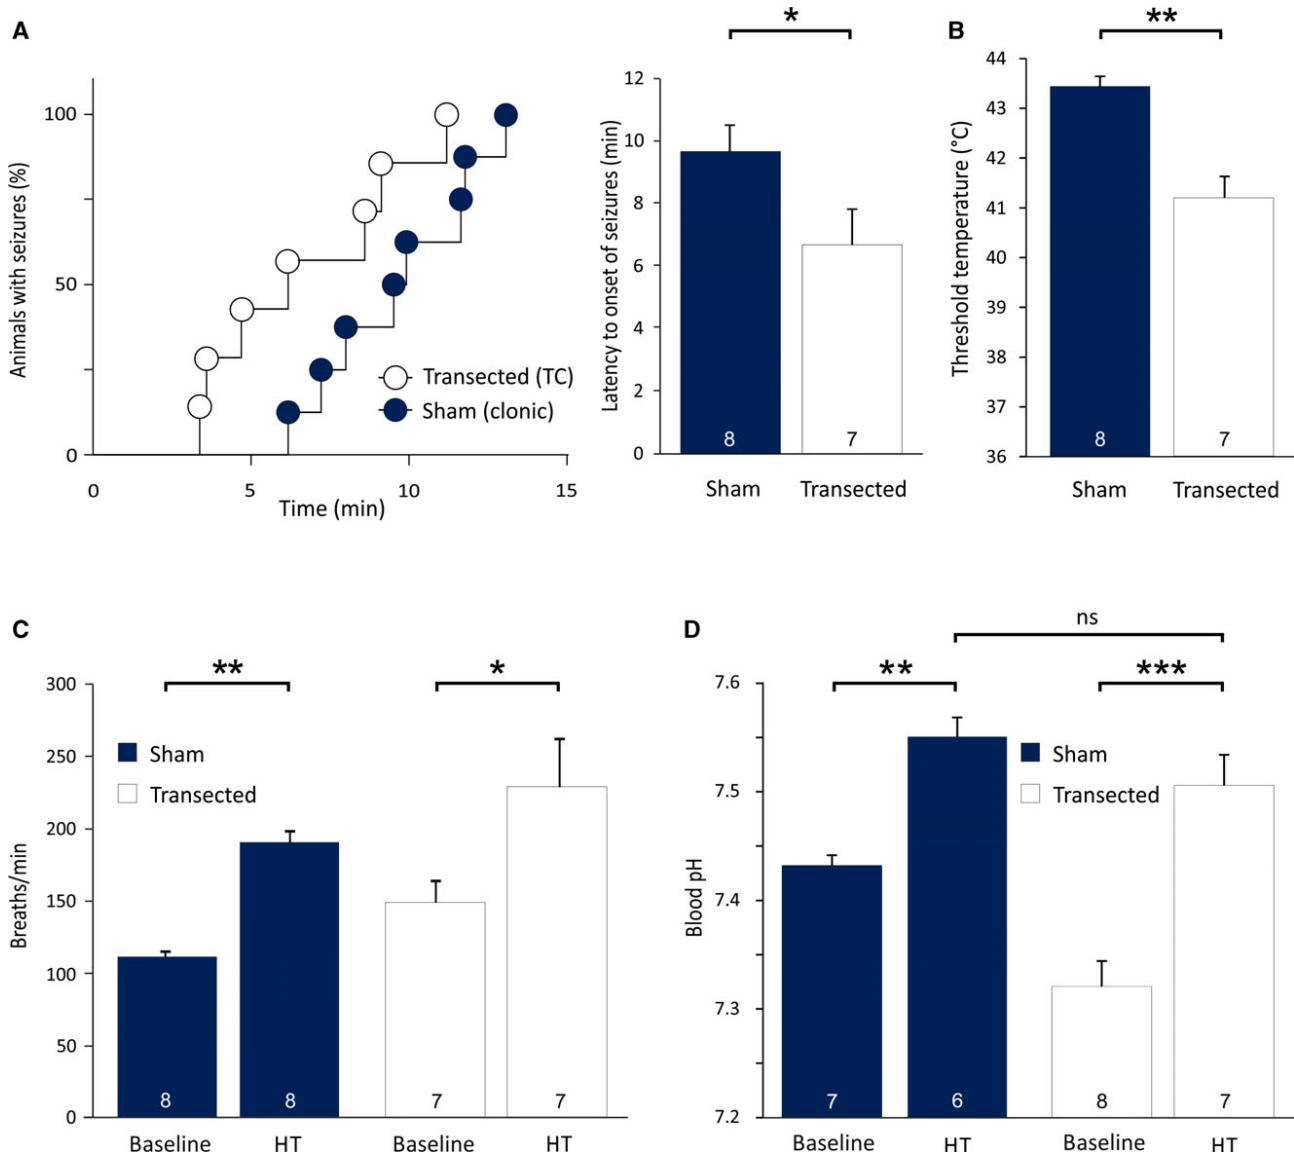 A
Animals with seizures (%)
100
50
0
0 5 10 15
Time (min)
Transected (TC)
Sham (clonic)
*
Latency to onset of seizures (min)
12
10
8
6
4
2
0
8 7
Sham Transected
B
**
Threshold temperature (°C)
44
43
42
41
40
39
38
37
36
8 7
Sham Transected
C
** *
Breaths/min
300
250
200
150
100
50
0
Sham
Transected
8 8 7 7
Baseline HT Baseline HT
D
ns
** ***
Blood pH
7.6
7.5
7.4
7.3
7.2
Sham
Transected
7 6 8 7
Baseline HT Baseline HT